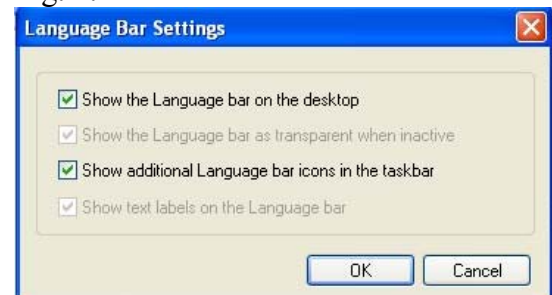 Language Bar Settings
Show the Language bar on the desktop
Show the Language bar as transparent when inactive
Show additional Language bar icons in the taskbar
Show text labels on the Language bar
OK Cancel